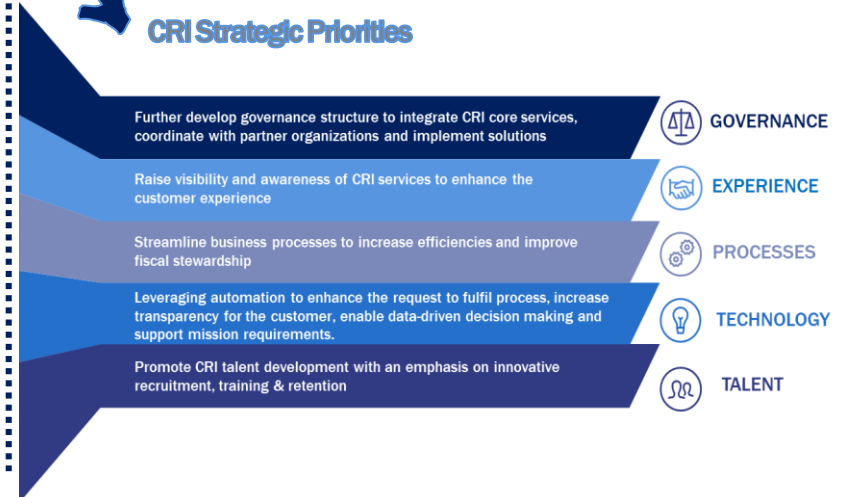 CRI Strategic Priorities
Further develop governance structure to integrate CRI core services,
coordinate with partner organizations and implement solutions
GOVERNANCE
Raise visibility and awareness of CRI services to enhance the
customer experience
EXPERIENCE
Streamline business processes to increase efficiencies and improve
fiscal stewardship
PROCESSES
Leveraging automation to enhance the request to fulfil process, increase
transparency for the customer, enable data-driven decision making and
support mission requirements.
TECHNOLOGY
Promote CRI talent development with an emphasis on innovative
recruitment, training & retention
TALENT